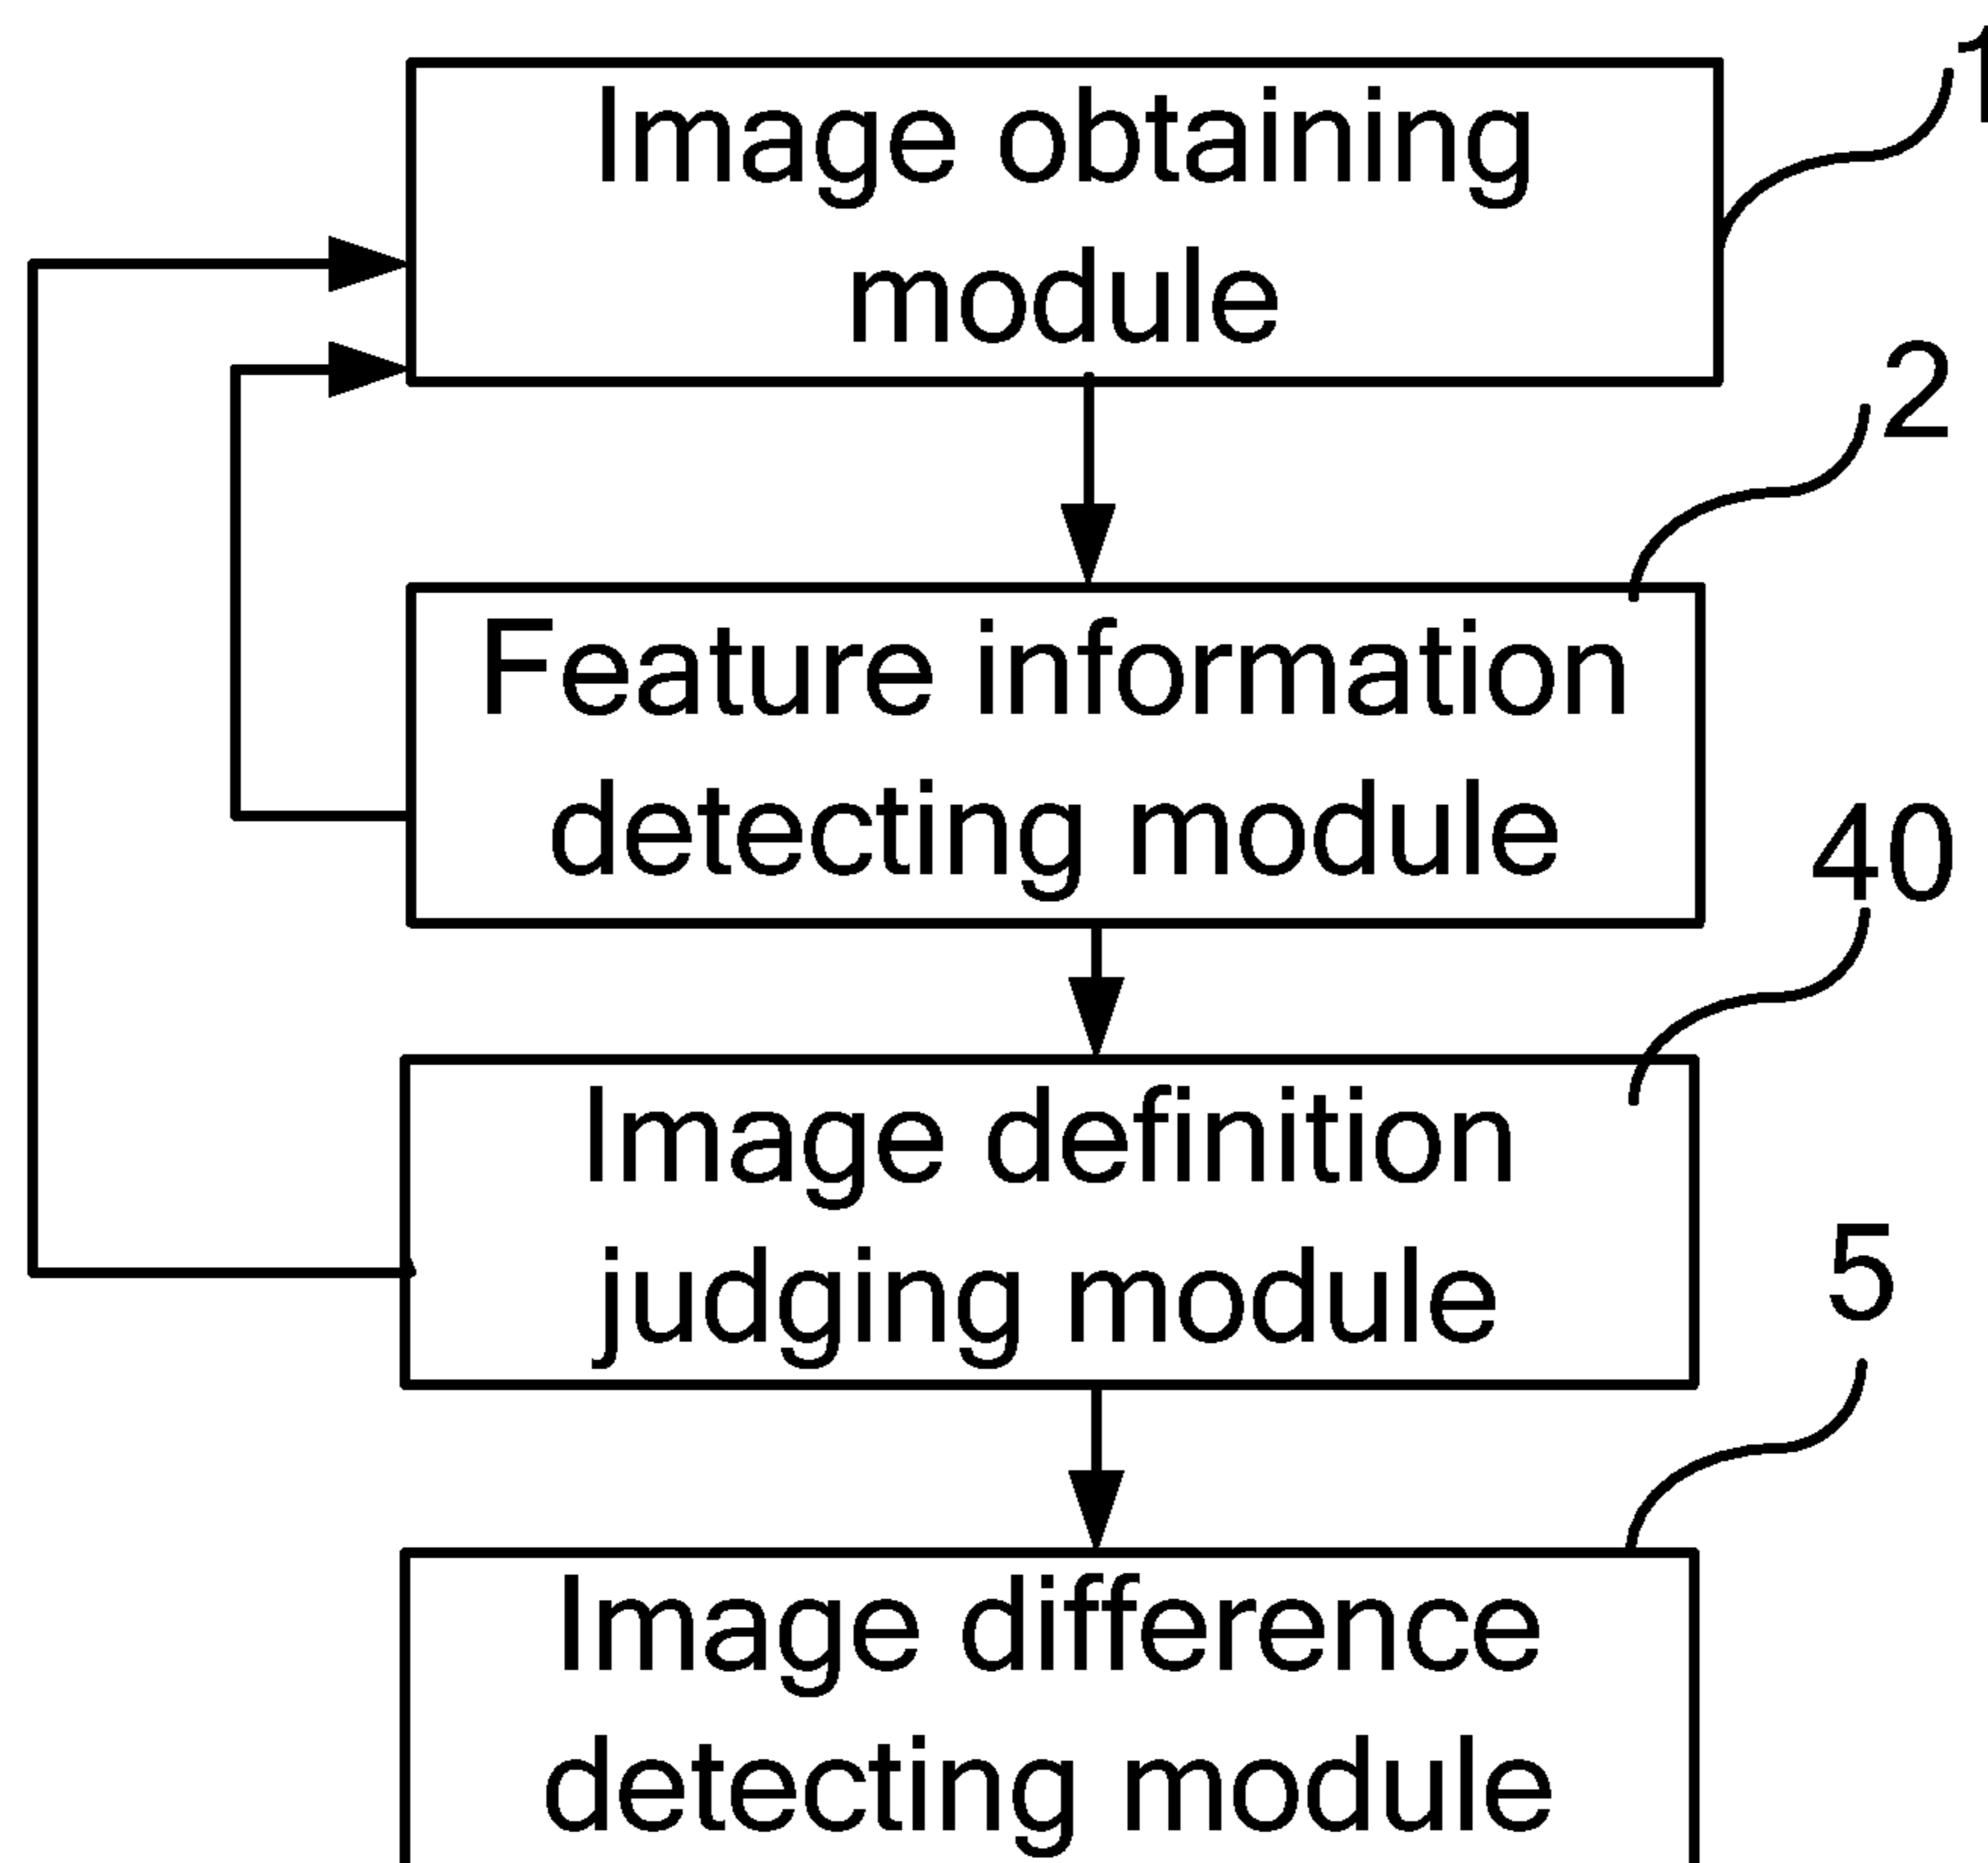 1
Image obtaining
module
2
Feature information
detecting module
40
Image definition
judging module
5
Image difference
detecting module